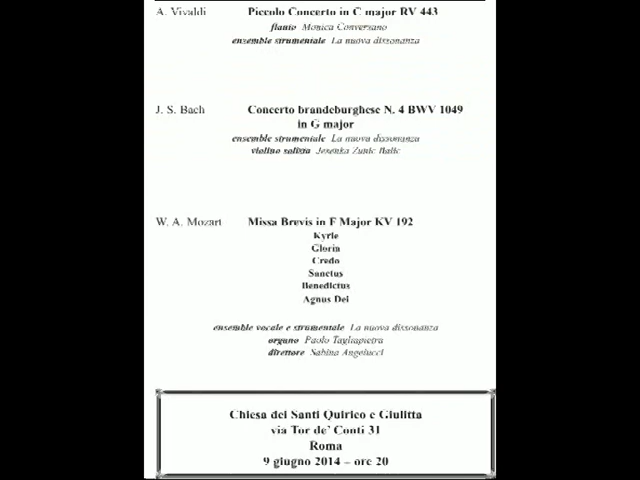 A. Vivaldi Piccolo Concerto in C major RV 443
flauto Monica Conversano
ensemble strumentale La nuova dissonanza
J. S. Bach Concerto brandeburghese N. 4 BWV 1049
in G major
ensemble strumentale La nuova dissonanza
violino solista Jesenka Zunic
W. A. Mozart Missa Brevis in F Major KV 192
Kyrie
Gloria
Credo
Sanctus
Benedictus
Agnus Dei
ensemble vocale e strumentale La nuova dissonanza
organo Paolo Tagliapietra
direttore Sabina Angelucci
Chiesa dei Santi Quirico e Giulitta
via Tor de' Conti 31
Roma
9 giugno 2014 – ore 20